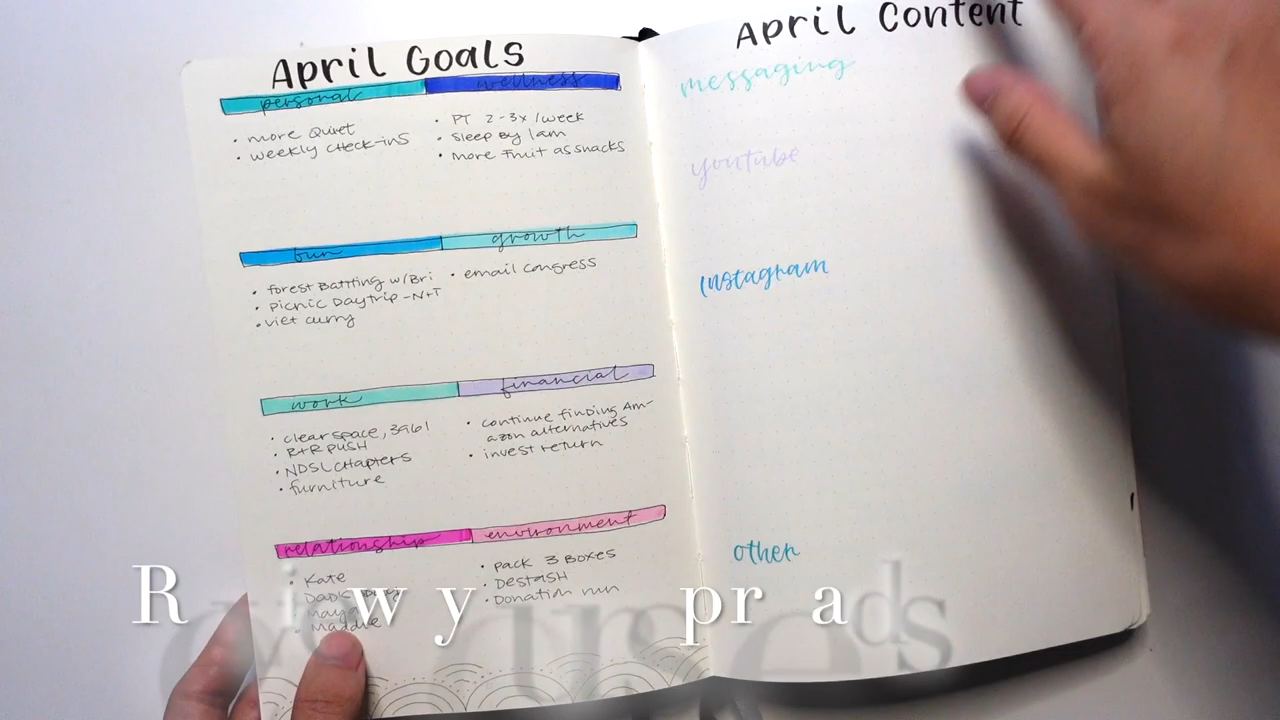 April Goals
personal
wellness
• more Quiet
• weekly check-ins
• PT 2-3x/week
• sleep by 1am
• more fruit as snacks
fun
growth
• forest Batting w/Bri
• Picnic Daytrip - N+T
• viet curry
• email congress
work
financial
• clear space, 3961
• R+R PUSH
• NDSL CHapters
• furniture
• continue finding Am-
azon alternatives
• invest return
relationship
environment
• Kate
• Maya
• Maddie
• pack 3 Boxes
• DESTASH
• Donation run
April Content
messaging
youtube
Instagram
other